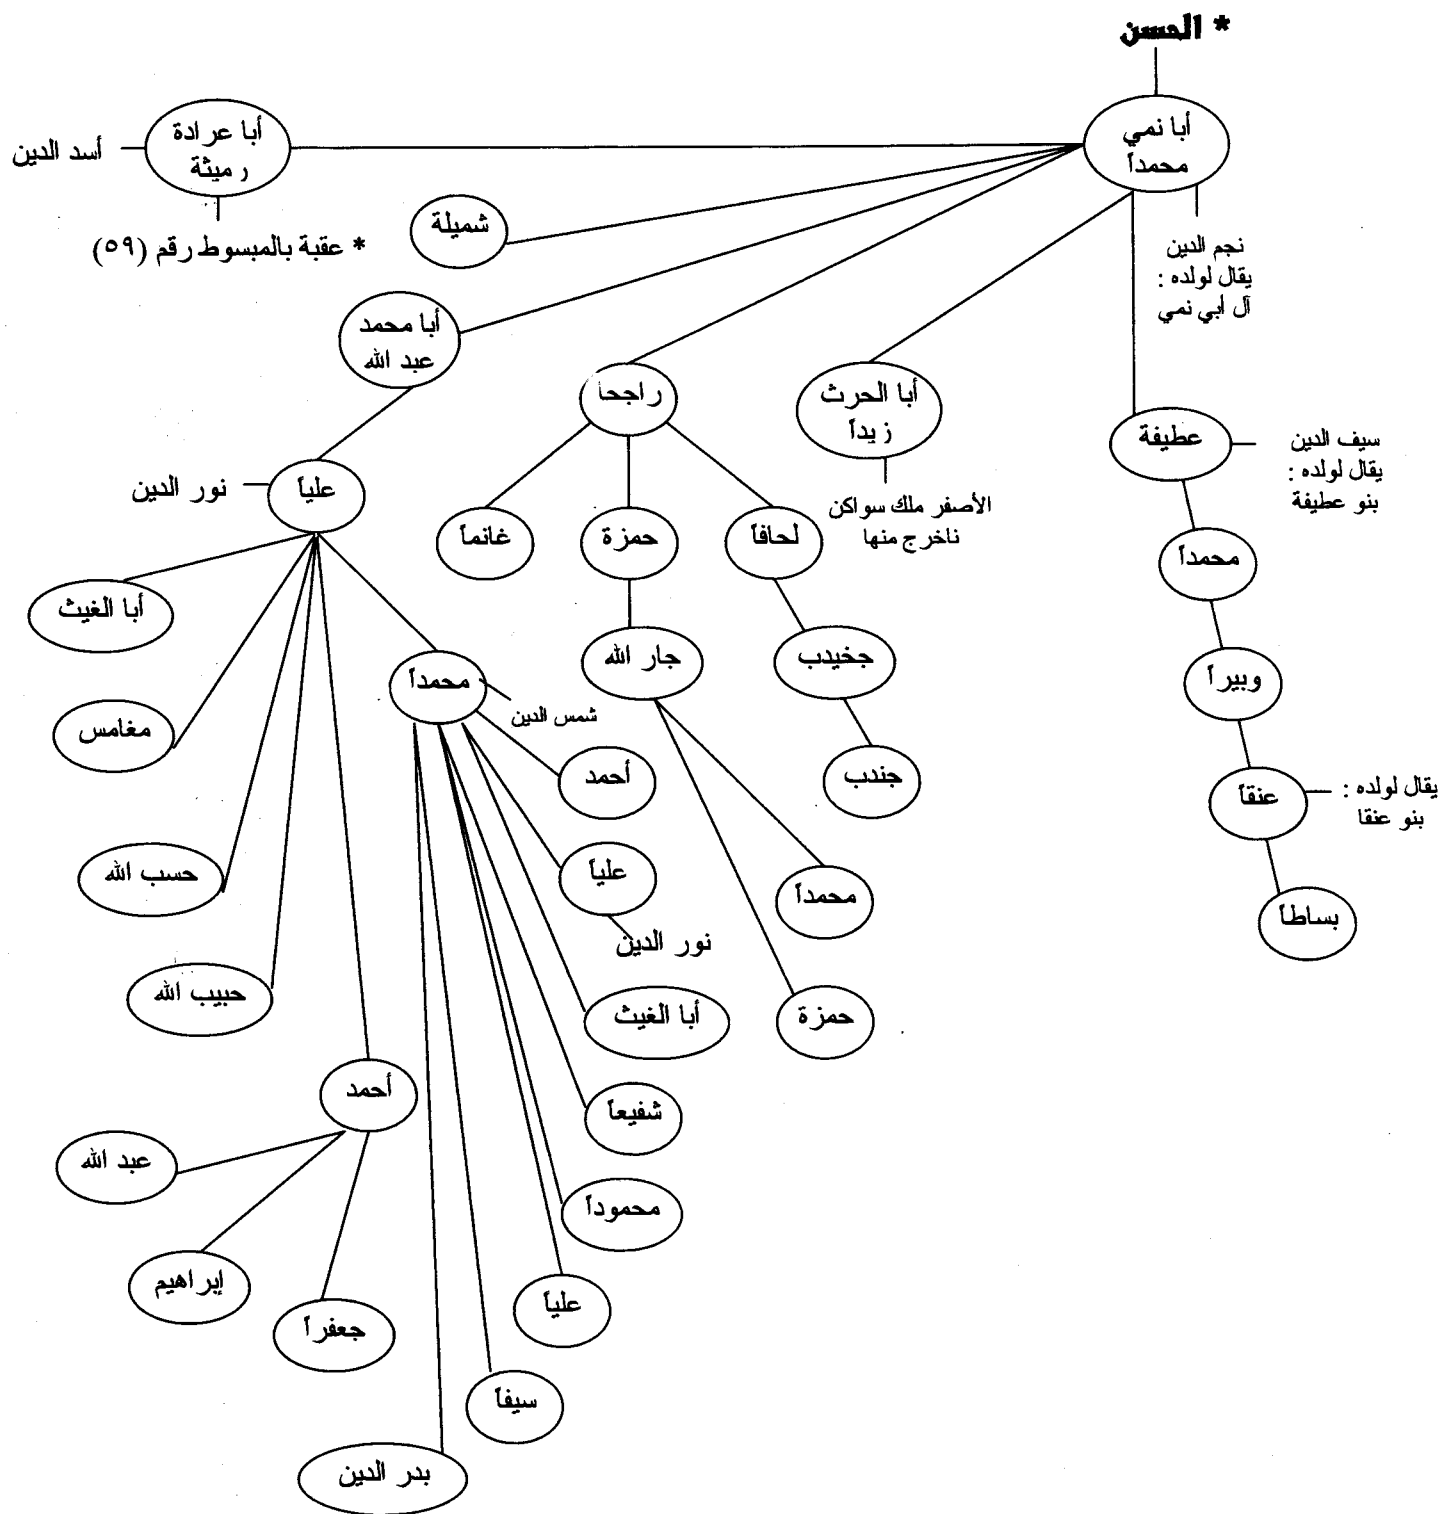 * الحسن
أبا نمي
محمداً
نجم الدين
يقال لولده :
آل أبي نمي
أبا عرادة
رميثة
أسد الدين
* عقبة بالمبسوط رقم (٥٩)
شميلة
أبا محمد
عبد الله
راجحاً
أبا الحرث
زيداً
الأصفر ملك سواكن
ناخرج منها
عطيفة
سيف الدين
يقال لولده :
بنو عطيفة
علياً
نور الدين
غانماً
حمزة
لحافاً
محمداً
أبا الغيث
جار الله
جخيدب
وبيراً
مغامس
محمداً
شمس الدين
أحمد
جندب
عنقاً
يقال لولده :
بنو عنقا
حسب الله
علياً
نور الدين
محمداً
بساطاً
حبيب الله
أبا الغيث
حمزة
أحمد
شفيعاً
عبد الله
محموداً
إبراهيم
جعفراً
علياً
سيفاً
بدر الدين